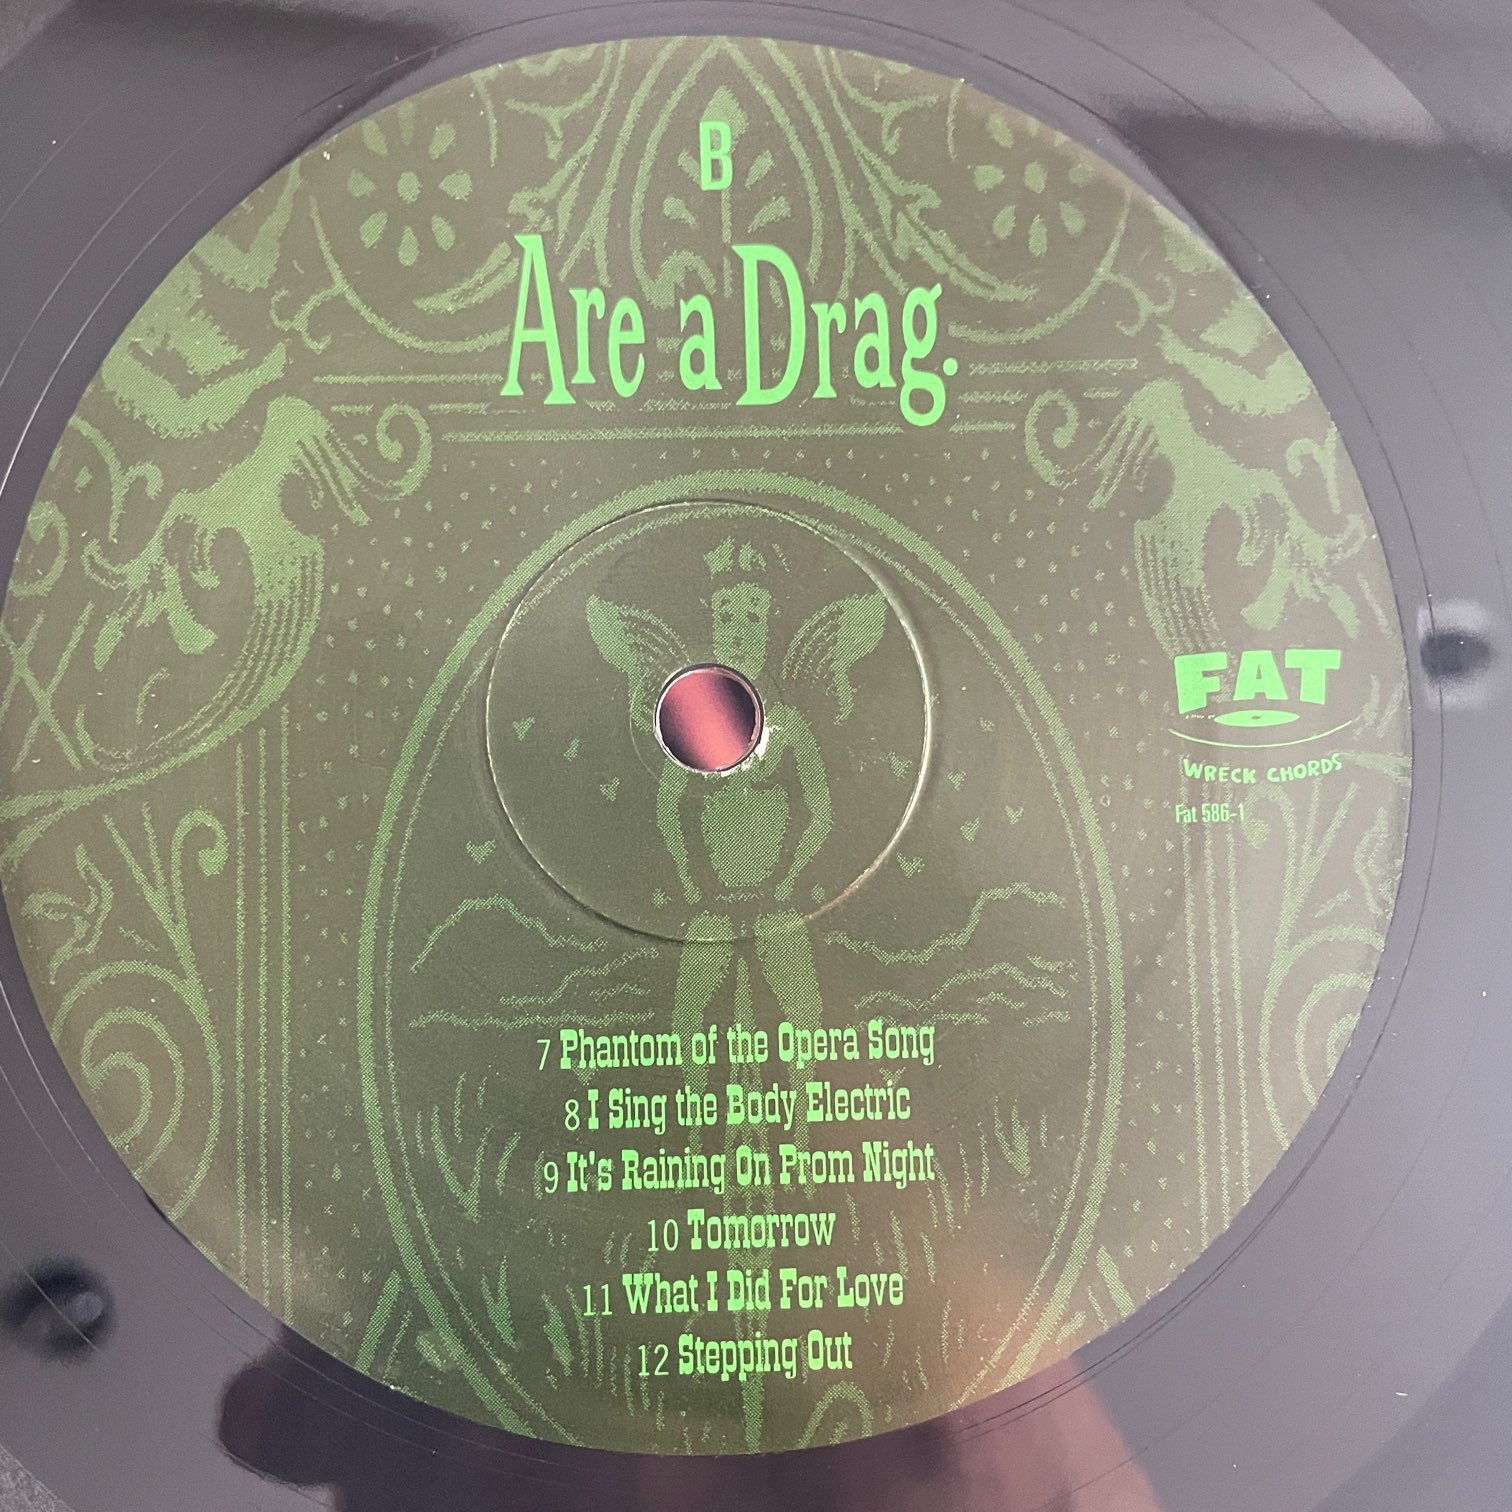 B
Are a Drag.
FAT
WRECK CHORDS
Fat 586-1
7 Phantom of the Opera Song
8 I Sing the Body Electric
9 It's Raining On Prom Night
10 Tomorrow
11 What I Did For Love
12 Stepping Out